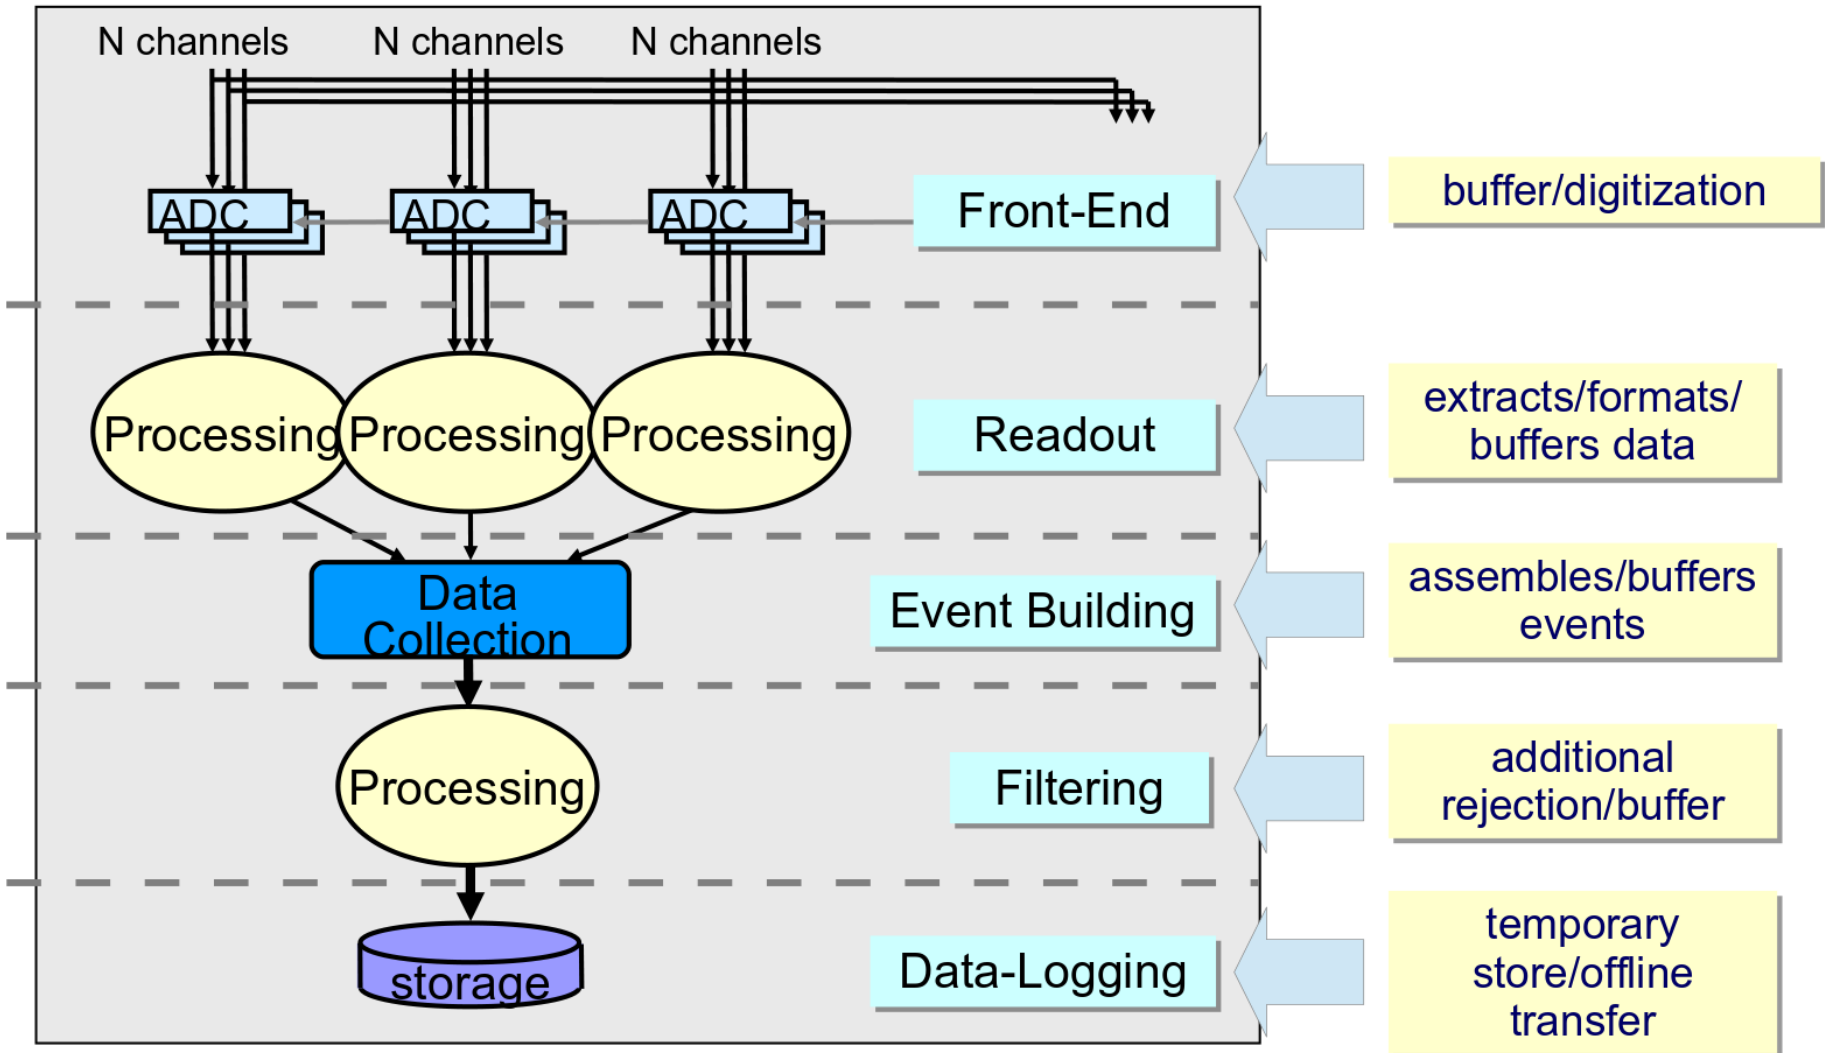 N channels
N channels
N channels
ADC
ADC
ADC
Front-End
buffer/digitization
Processing
Processing
Processing
Readout
extracts/formats/
buffers data
Data
Collection
Event Building
assembles/buffers
events
Processing
Filtering
additional
rejection/buffer
storage
Data-Logging
temporary
store/offline
transfer